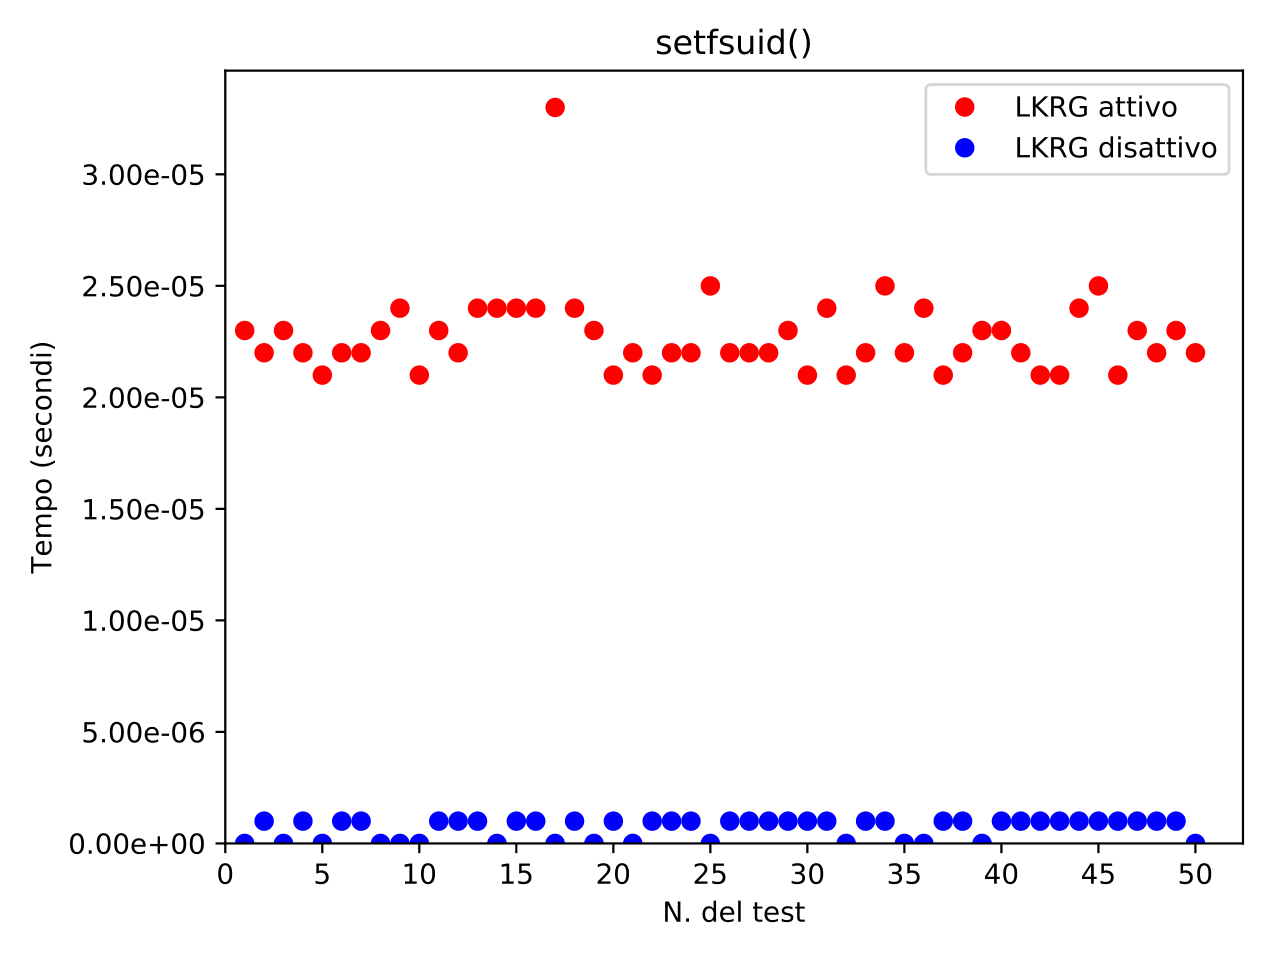 setfsuid()
LKRG attivo
LKRG disattivo
3.00e-05
2.50e-05
2.00e-05
1.50e-05
1.00e-05
5.00e-06
0.00e+00
Tempo (secondi)
0 5 10 15 20 25 30 35 40 45 50
N. del test